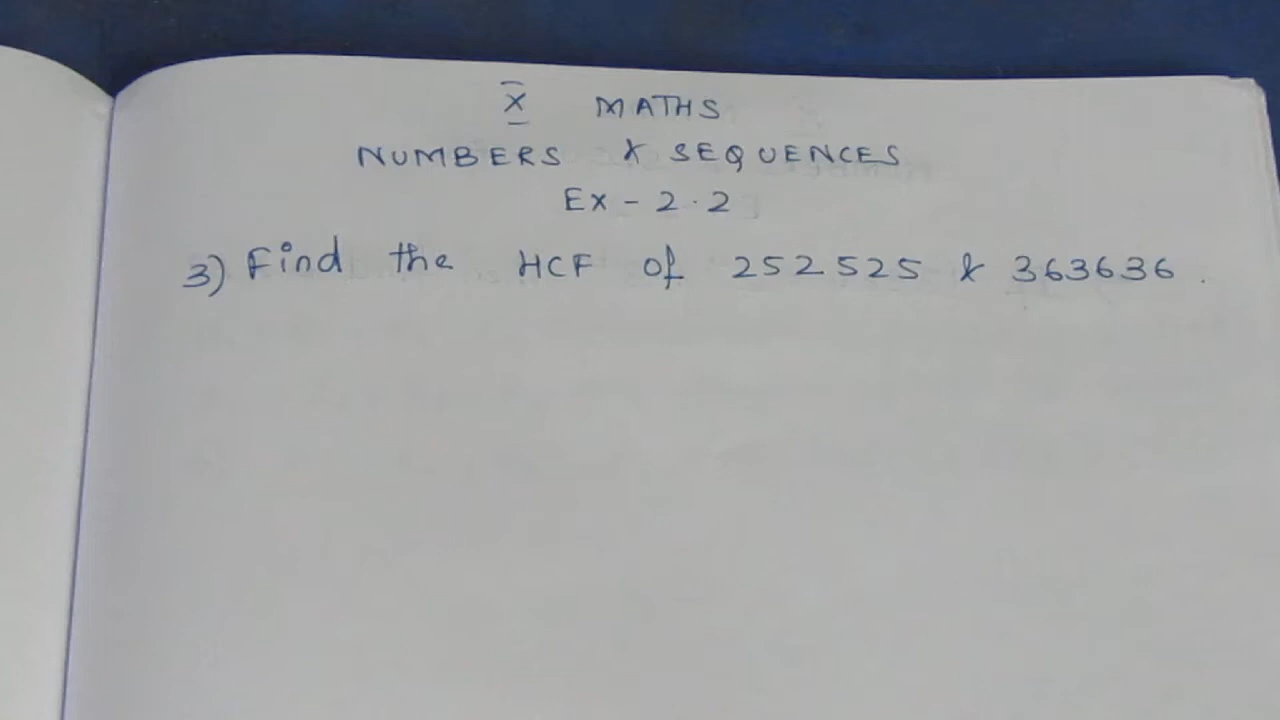 X MATHS
NUMBERS & SEQUENCES
Ex - 2.2
3) Find the HCF of 252525 & 363636.